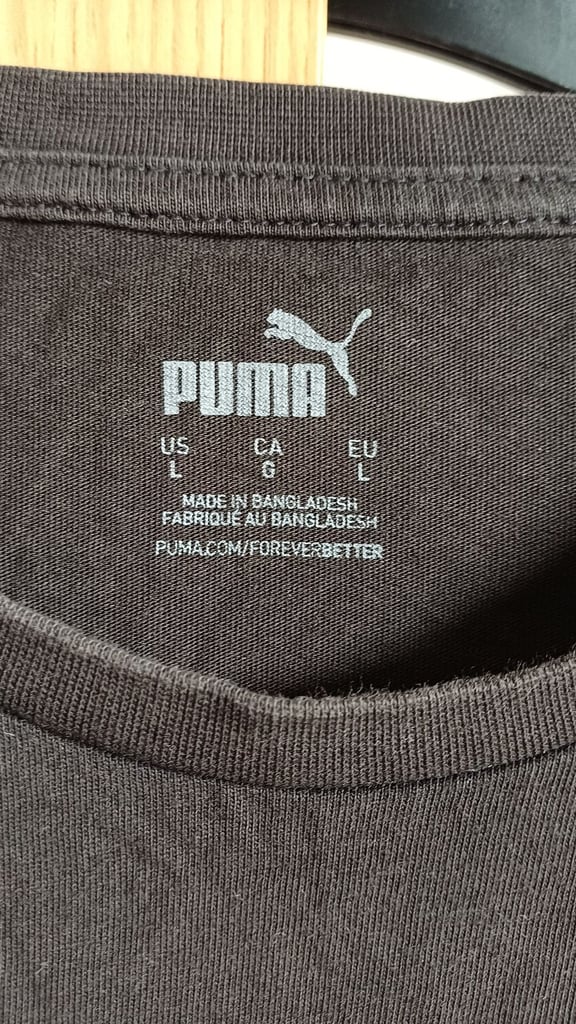 PUMA
US CA EU
L G L
MADE IN BANGLADESH
FABRIQUÉ AU BANGLADESH
PUMA.COM/FOREVERBETTER